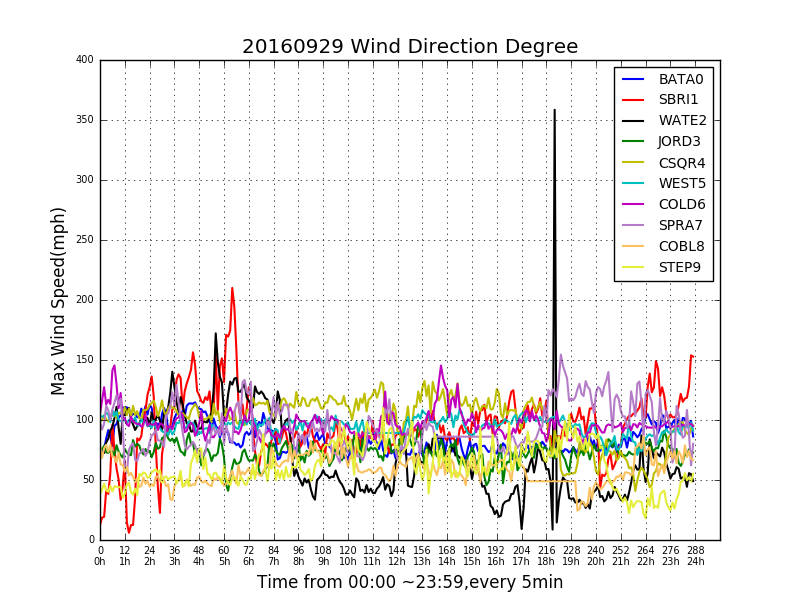 20160929 Wind Direction Degree
Max Wind Speed(mph)
400
350
300
250
200
150
100
50
0
BATA0
SBRI1
WATE2
JORD3
CSQR4
WEST5
COLD6
SPRA7
COBL8
STEP9
0 12 24 36 48 60 72 84 96 108 120 132 144 156 168 180 192 204 216 228 240 252 264 276 288
0h 1h 2h 3h 4h 5h 6h 7h 8h 9h 10h 11h 12h 13h 14h 15h 16h 17h 18h 19h 20h 21h 22h 23h 24h
Time from 00:00 ~23:59,every 5min